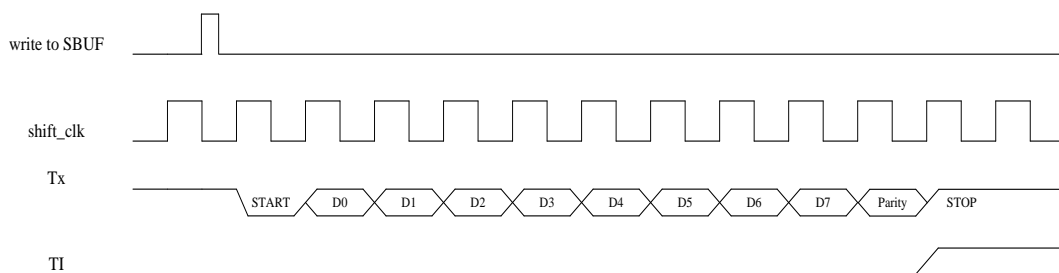 write to SBUF
shift_clk
Tx
START D0 D1 D2 D3 D4 D5 D6 D7 Parity STOP
TI